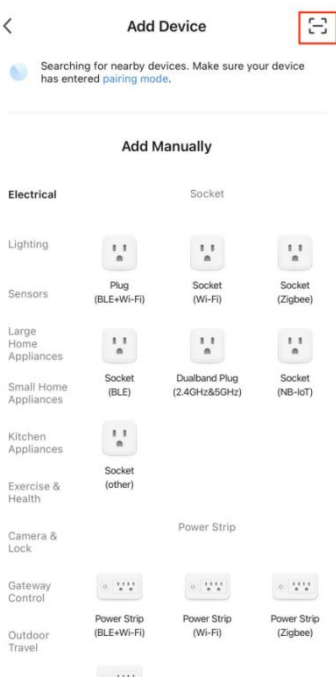 Add Device
Searching for nearby devices. Make sure your device
has entered pairing mode.
Add Manually
Electrical
Lighting
Sensors
Large
Home
Appliances
Small Home
Appliances
Kitchen
Appliances
Exercise &
Health
Camera &
Lock
Gateway
Control
Outdoor
Travel
Socket
Plug
(BLE+Wi-Fi)
Socket
(Wi-Fi)
Socket
(Zigbee)
Socket
(BLE)
Dualband Plug
(2.4GHz&5GHz)
Socket
(NB-IoT)
Socket
(other)
Power Strip
Power Strip
(BLE+Wi-Fi)
Power Strip
(Wi-Fi)
Power Strip
(Zigbee)